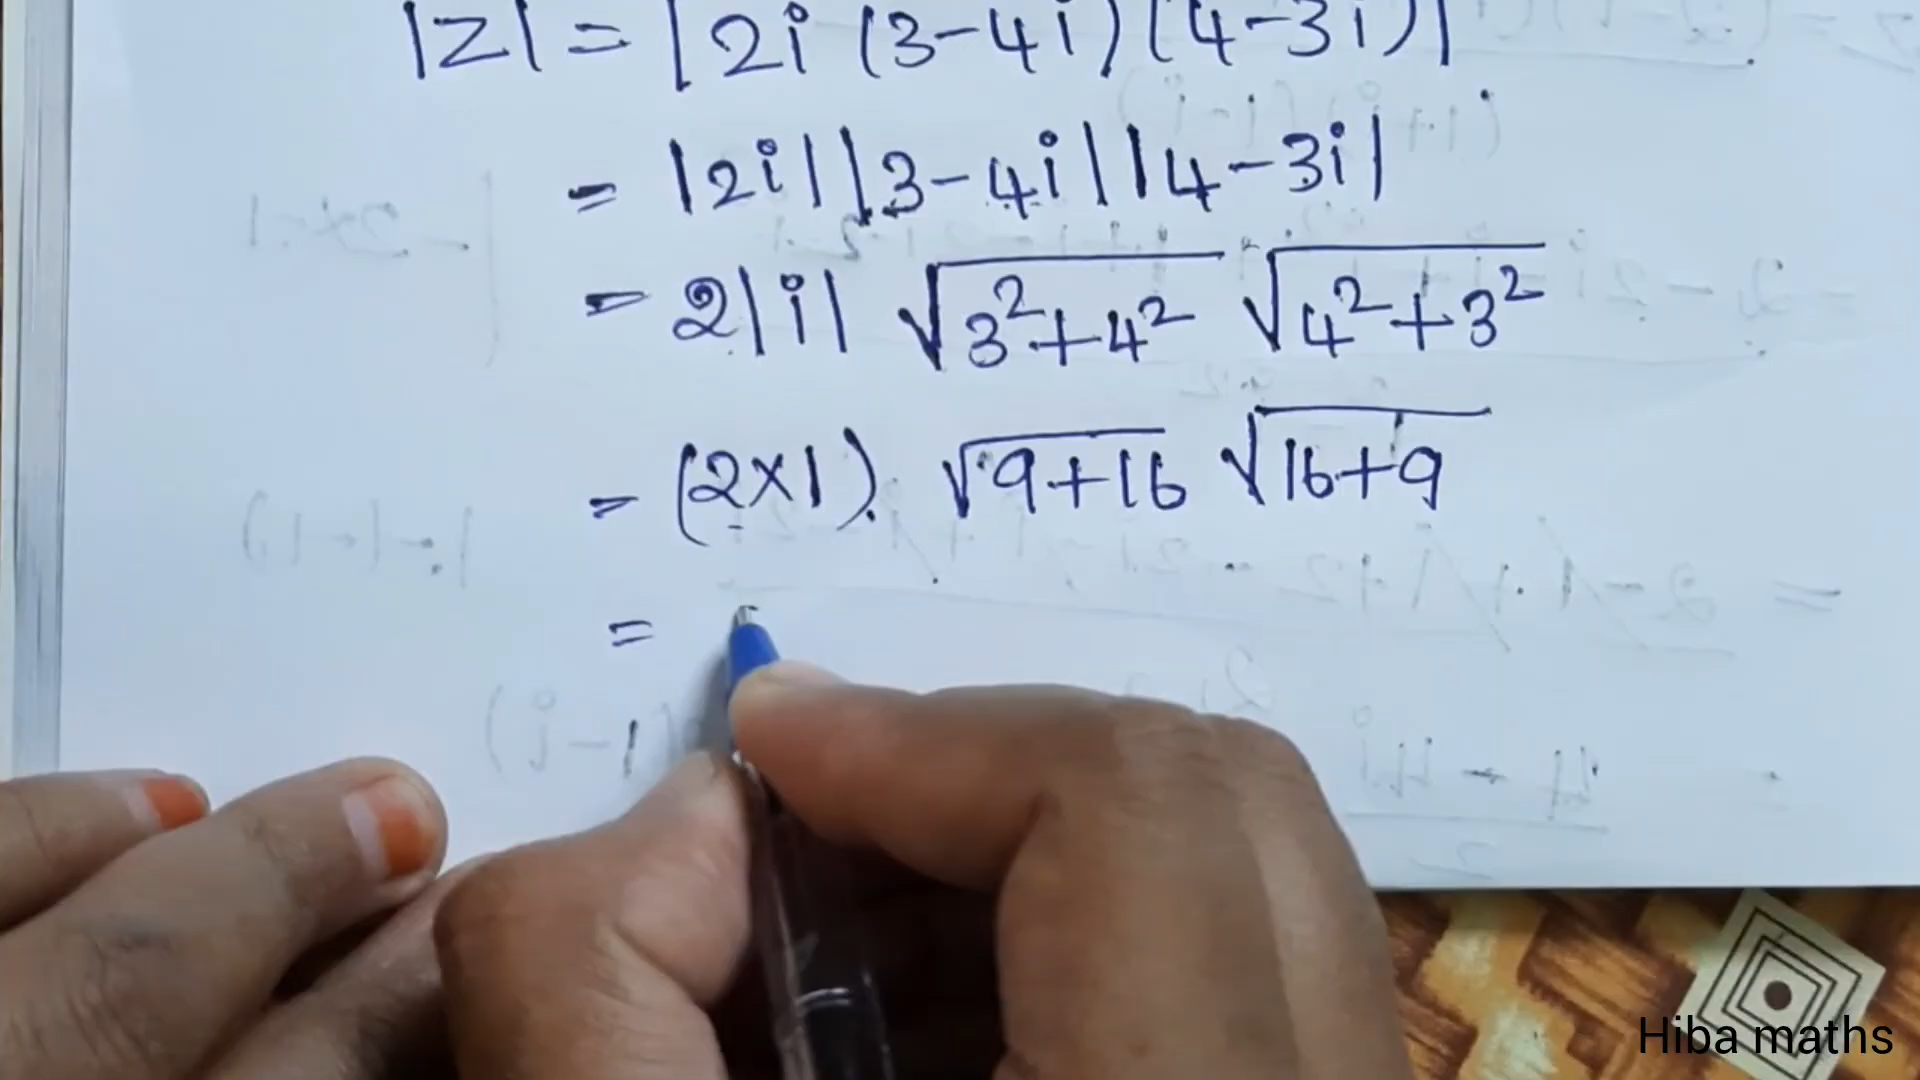 |Z| = |2i (3-4i)(4-3i)|
= |2i||3-4i||4-3i|
= 2|i| √3²+4² √4²+3²
= (2×1). √9+16 √16+9
=
Hiba maths